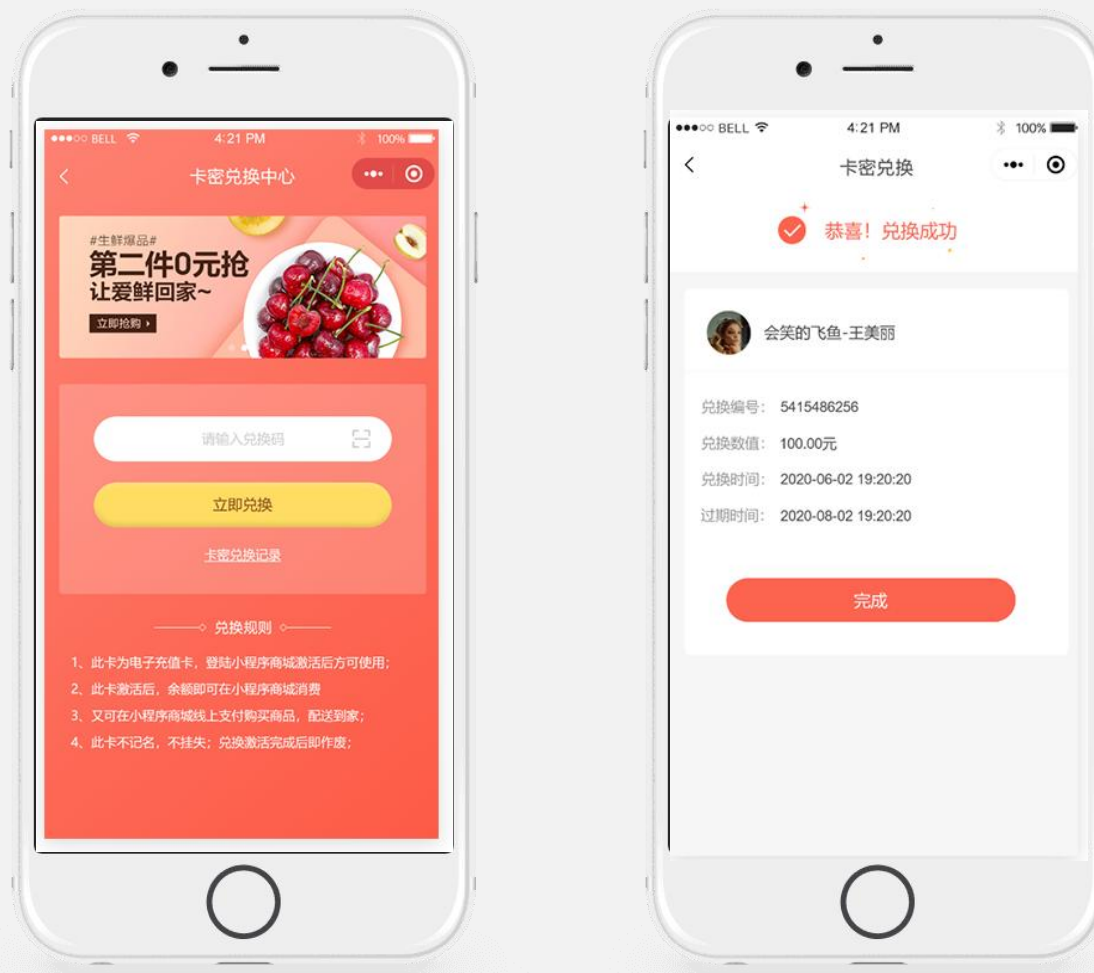 BELL
4:21 PM
100%
卡密兑换中心
#生鲜爆品#
第二件0元抢
让爱鲜回家~
立即抢购
请输入兑换码
立即兑换
卡密兑换记录
兑换规则
1、此卡为电子充值卡，登陆小程序商城激活后方可使用；
2、此卡激活后，余额即可在小程序商城消费
3、又可在小程序商城线上支付购买商品，配送到家；
4、此卡不记名，不挂失；兑换激活完成后即作废；
BELL
4:21 PM
100%
卡密兑换
恭喜！兑换成功
会笑的飞鱼-王美丽
兑换编号： 5415486256
兑换数值： 100.00元
兑换时间： 2020-06-02 19:20:20
过期时间： 2020-08-02 19:20:20
完成